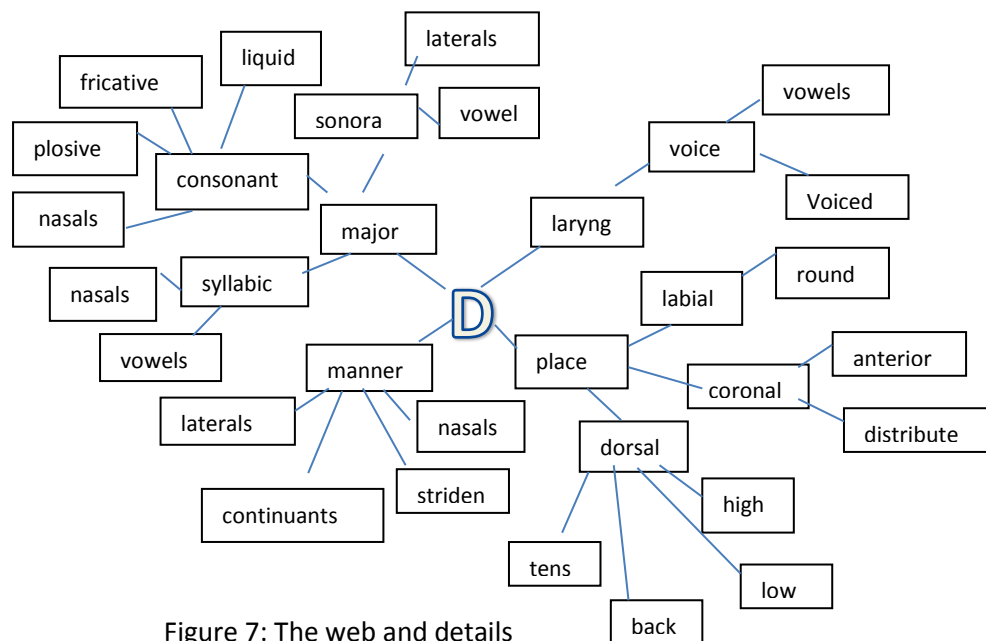 laterals
liquid
fricative
vowels
sonora
vowel
plosive
voice
consonant
Voiced
nasals
laryng
major
round
syllabic
labial
nasals
D
anterior
vowels
manner
place
coronal
laterals
nasals
distribute
dorsal
striden
high
continuants
tens
low
back
Figure 7: The web and details